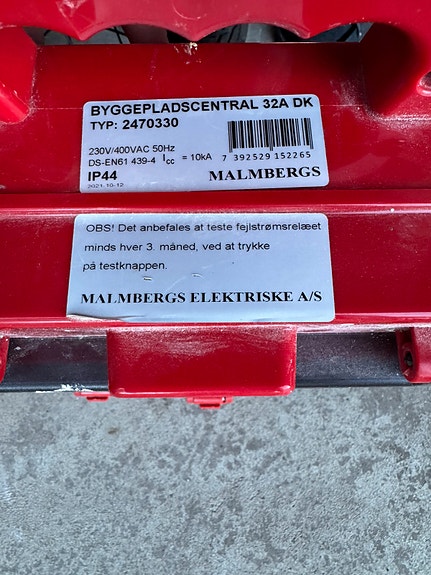 BYGGEPLADSCENTRAL 32A DK
TYP: 2470330
230V/400VAC 50Hz
DS-EN61 439-4 Icc = 10kA 7 392529 152265
IP44 MALMBERGS
2021-10-12
OBS! Det anbefales at teste fejlstrømsrelæet
minds hver 3. måned, ved at trykke
på testknappen.
MALMBERGS ELEKTRISKE A/S